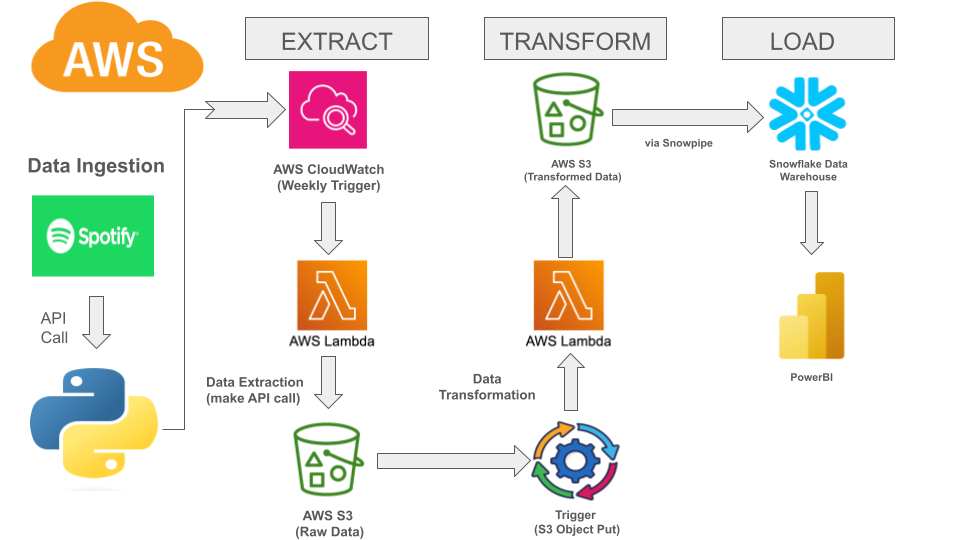 AWS
EXTRACT
TRANSFORM
LOAD
Data Ingestion
Spotify
API
Call
AWS CloudWatch
(Weekly Trigger)
AWS Lambda
Data Extraction
(make API call)
AWS S3
(Raw Data)
AWS S3
(Transformed Data)
AWS Lambda
Data
Transformation
Trigger
(S3 Object Put)
via Snowpipe
Snowflake Data
Warehouse
PowerBI